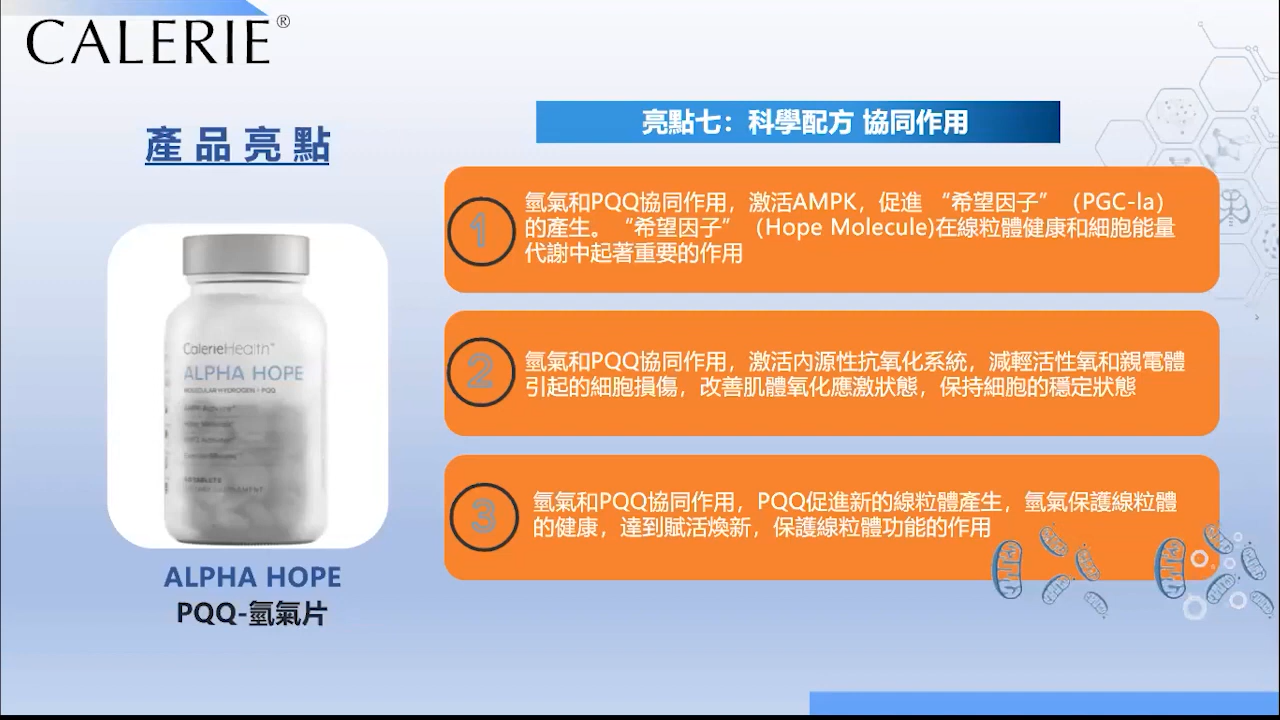 CALERIE®
產品亮點
亮點七：科學配方 協同作用
1
氫氣和PQQ協同作用，激活AMPK，促進 “希望因子” （PGC-la）
的產生。“希望因子” （Hope Molecule)在線粒體健康和細胞能量
代謝中起著重要的作用
2
氫氣和PQQ協同作用，激活內源性抗氧化系統，減輕活性氧和親電體
引起的細胞損傷，改善肌體氧化應激狀態，保持細胞的穩定狀態
3
氫氣和PQQ協同作用，PQQ促進新的線粒體產生，氫氣保護線粒體
的健康，達到賦活煥新，保護線粒體功能的作用
CalerieHealth™
ALPHA HOPE
MOLECULAR HYDROGEN + PQQ
ALPHA HOPE
PQQ-氫氣片